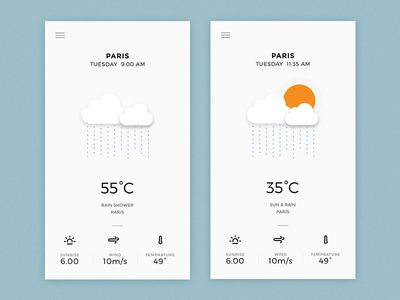 PARIS
TUESDAY 9.00 AM
55°C
RAIN SHOWER
PARIS
SUNRISE
6.00
WIND
10m/s
TEMPRATURE
49°
PARIS
TUESDAY 11:35 AM
35°C
SUN & RAIN
PARIS
SUNRISE
6.00
WIND
10m/s
TEMPRATURE
49°